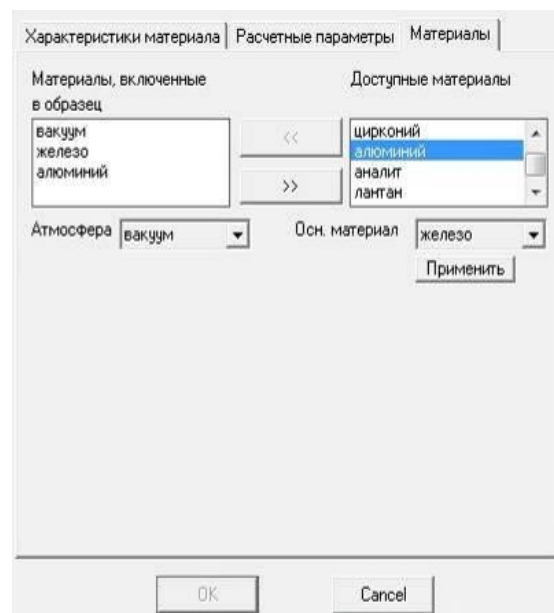 Характеристики материала Расчетные параметры Материалы
Материалы, включенные
в образец
Доступные материалы
вакуум
железо
алюминий
<<
>>
цирконий
алюминий
аналит
лантан
Атмосфера вакуум
Осн. материал железо
Применить
OK Cancel